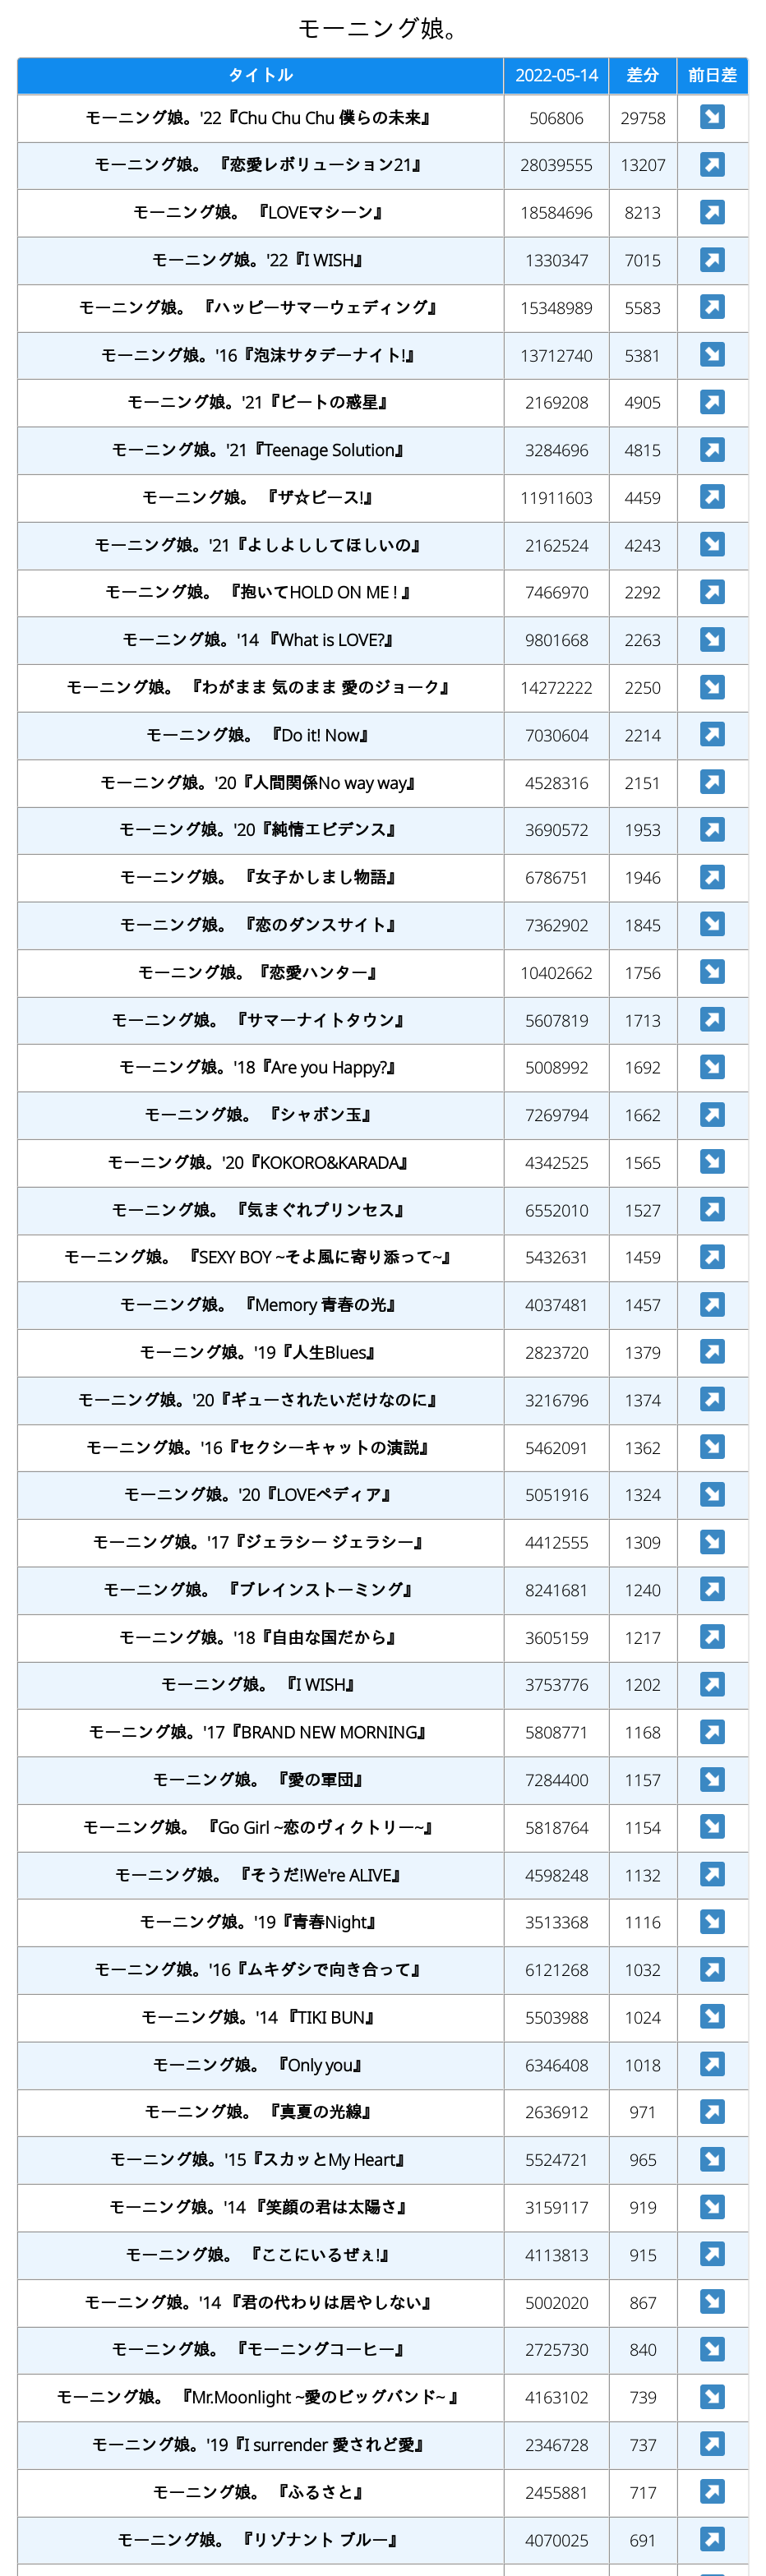 モーニング娘。
タイトル 2022-05-14 差分 前日差
モーニング娘。'22『Chu Chu Chu 僕らの未来』 506806 29758
モーニング娘。 『恋愛レボリューション21』 28039555 13207
モーニング娘。 『LOVEマシーン』 18584696 8213
モーニング娘。'22『I WISH』 1330347 7015
モーニング娘。 『ハッピーサマーウェディング』 15348989 5583
モーニング娘。'16『泡沫サタデーナイト!』 13712740 5381
モーニング娘。'21『ビートの惑星』 2169208 4905
モーニング娘。'21『Teenage Solution』 3284696 4815
モーニング娘。 『ザ☆ピース!』 11911603 4459
モーニング娘。'21『よしよししてほしいの』 2162524 4243
モーニング娘。 『抱いてHOLD ON ME ! 』 7466970 2292
モーニング娘。'14 『What is LOVE?』 9801668 2263
モーニング娘。 『わがまま 気のまま 愛のジョーク』 14272222 2250
モーニング娘。 『Do it! Now』 7030604 2214
モーニング娘。'20『人間関係No way way』 4528316 2151
モーニング娘。'20『純情エビデンス』 3690572 1953
モーニング娘。 『女子かしまし物語』 6786751 1946
モーニング娘。 『恋のダンスサイト』 7362902 1845
モーニング娘。『恋愛ハンター』 10402662 1756
モーニング娘。 『サマーナイトタウン』 5607819 1713
モーニング娘。'18『Are you Happy?』 5008992 1692
モーニング娘。 『シャボン玉』 7269794 1662
モーニング娘。'20『KOKORO&KARADA』 4342525 1565
モーニング娘。 『気まぐれプリンセス』 6552010 1527
モーニング娘。 『SEXY BOY ~そよ風に寄り添って~』 5432631 1459
モーニング娘。 『Memory 青春の光』 4037481 1457
モーニング娘。'19『人生Blues』 2823720 1379
モーニング娘。'20『ギューされたいだけなのに』 3216796 1374
モーニング娘。'16『セクシーキャットの演説』 5462091 1362
モーニング娘。'20『LOVEペディア』 5051916 1324
モーニング娘。'17『ジェラシー ジェラシー』 4412555 1309
モーニング娘。 『ブレインストーミング』 8241681 1240
モーニング娘。'18『自由な国だから』 3605159 1217
モーニング娘。 『I WISH』 3753776 1202
モーニング娘。'17『BRAND NEW MORNING』 5808771 1168
モーニング娘。 『愛の軍団』 7284400 1157
モーニング娘。 『Go Girl ~恋のヴィクトリー~』 5818764 1154
モーニング娘。 『そうだ!We're ALIVE』 4598248 1132
モーニング娘。'19『青春Night』 3513368 1116
モーニング娘。'16『ムキダシで向き合って』 6121268 1032
モーニング娘。'14 『TIKI BUN』 5503988 1024
モーニング娘。 『Only you』 6346408 1018
モーニング娘。 『真夏の光線』 2636912 971
モーニング娘。'15『スカッとMy Heart』 5524721 965
モーニング娘。'14 『笑顔の君は太陽さ』 3159117 919
モーニング娘。 『ここにいるぜぇ!』 4113813 915
モーニング娘。'14 『君の代わりは居やしない』 5002020 867
モーニング娘。 『モーニングコーヒー』 2725730 840
モーニング娘。 『Mr.Moonlight ~愛のビッグバンド~ 』 4163102 739
モーニング娘。'19『I surrender 愛されど愛』 2346728 737
モーニング娘。 『ふるさと』 2455881 717
モーニング娘。 『リゾナント ブルー』 4070025 691